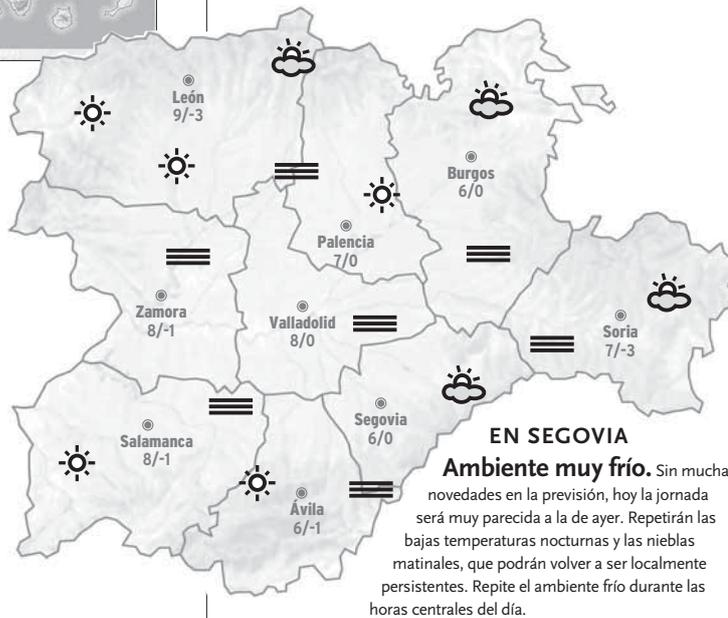 León
9/-3
Burgos
6/0
Palencia
7/0
Zamora
8/-1
Valladolid
8/0
Soria
7/-3
Salamanca
8/-1
Segovia
6/0
Ávila
6/-1
EN SEGOVIA
Ambiente muy frío. Sin mucha
novedades en la previsión, hoy la jornada
será muy parecida a la de ayer. Repetirán las
bajas temperaturas nocturnas y las nieblas
matinales, que podrán volver a ser localmente
persistentes. Repite el ambiente frío durante las
horas centrales del día.